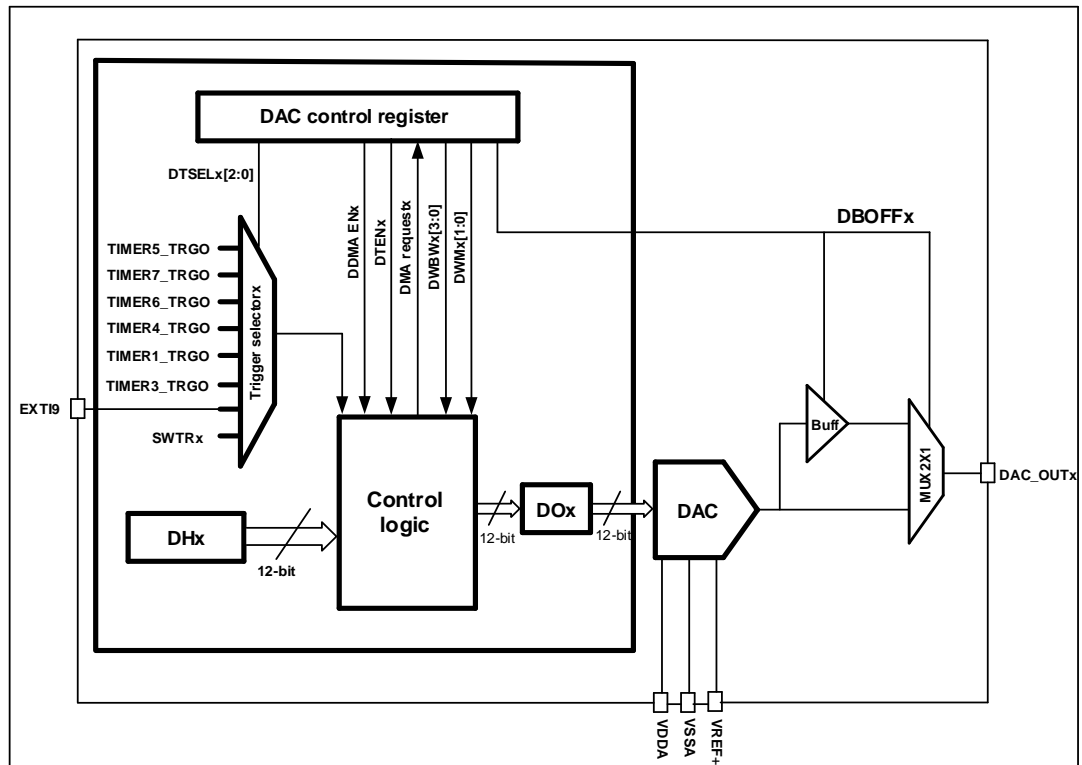 DAC control register
DTSELx[2:0]
DDMA ENx
DTENx
DMA requestx
DWBWx[3:0]
DWMx[1:0]
DBOFFx
TIMER5_TRGO
TIMER7_TRGO
TIMER6_TRGO
TIMER4_TRGO
TIMER1_TRGO
TIMER3_TRGO
EXTI9
SWTRx
Trigger selectorx
Buff
MUX2X1
DAC_OUTx
Control
logic
DHx
12-bit
12-bit
DOx
12-bit
DAC
VDDA
VSSA
VREF+